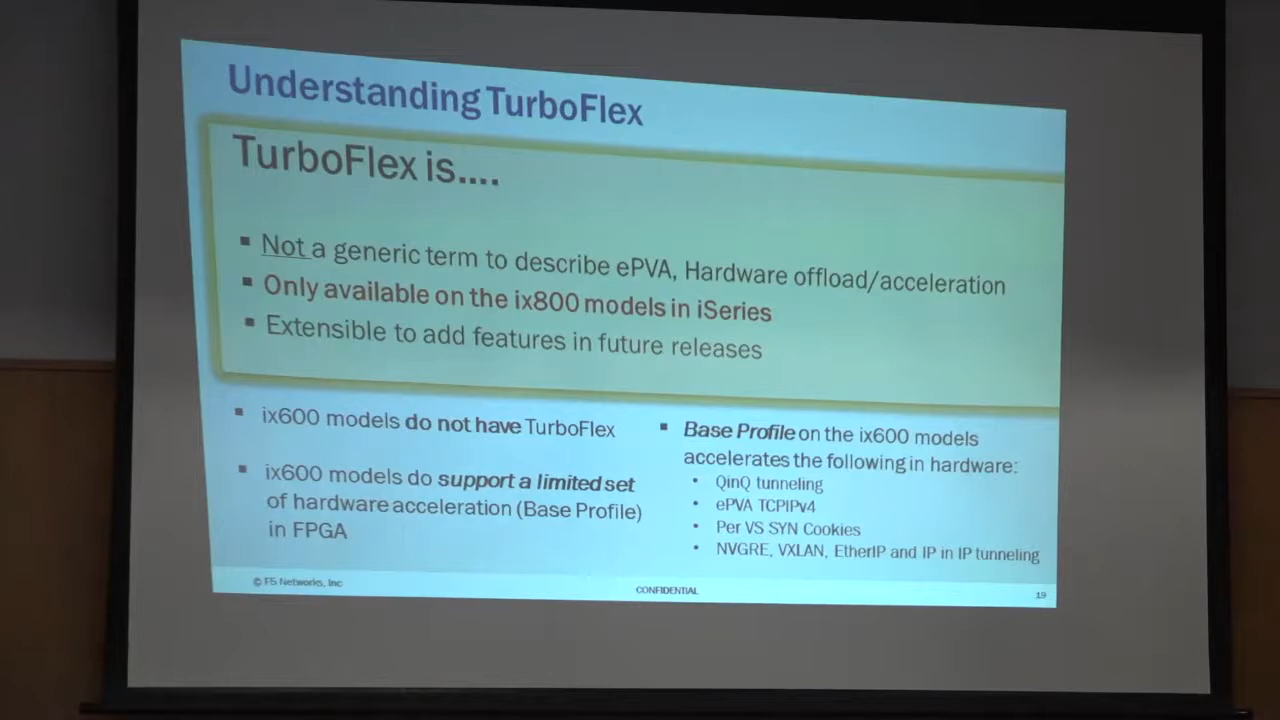 Understanding TurboFlex
TurboFlex is....
▪ Not a generic term to describe ePVA, Hardware offload/acceleration
▪ Only available on the ix800 models in iSeries
▪ Extensible to add features in future releases
▪ ix600 models do not have TurboFlex
▪ ix600 models do support a limited set
of hardware acceleration (Base Profile)
in FPGA
▪ Base Profile on the ix600 models
accelerates the following in hardware:
• QinQ tunneling
• ePVA TCPIPv4
• Per VS SYN Cookies
• NVGRE, VXLAN, EtherIP and IP in IP tunneling
© F5 Networks, Inc
CONFIDENTIAL
19